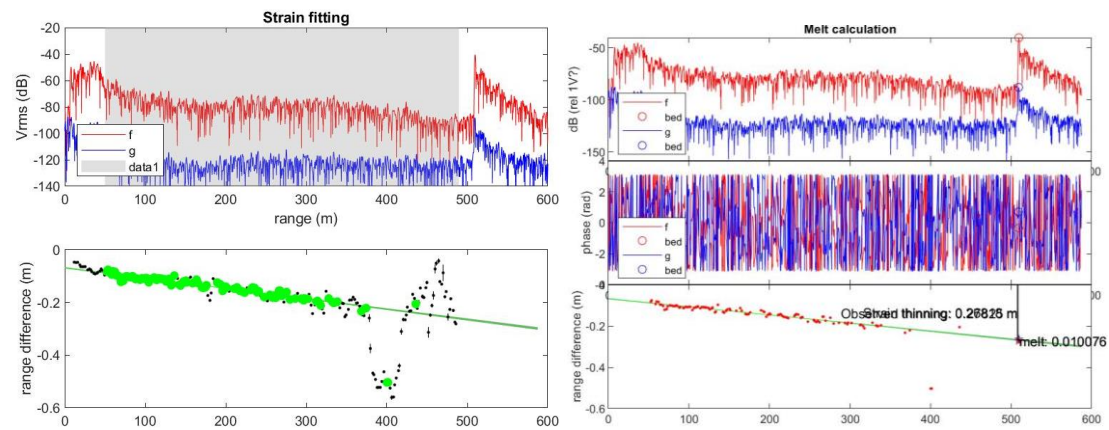 Strain fitting
-20
-40
-60
-80
-100
-120
-140
Vrms (dB)
f
g
data1
0 100 200 300 400 500 600
range (m)
0
-0.2
-0.4
-0.6
range difference (m)
0 100 200 300 400 500 600
Melt calculation
-50
-100
-150
dB (rel 1V?)
f
bed
g
bed
4
2
0
-2
phase (rad)
f
bed
g
bed
-0.2
-0.4
-0.6
range difference (m)
melt: 0.010076
0 100 200 300 400 500 600